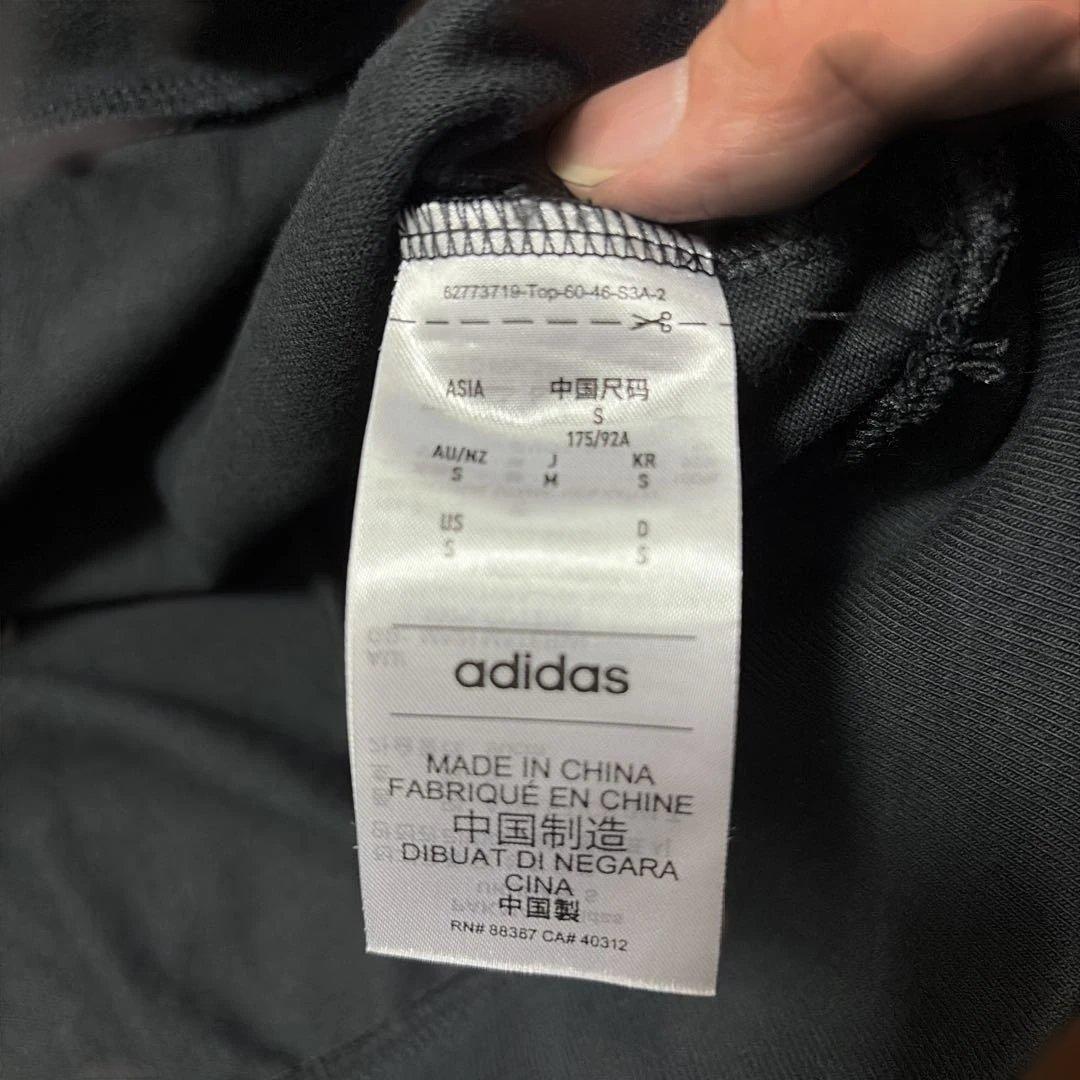 62773719-Top-60-46-S3A-2
ASIA 中国尺码
S
175/92A
AU/NZ J KR
S M S
US D
S S
adidas
MADE IN CHINA
FABRIQUÉ EN CHINE
中国制造
DIBUAT DI NEGARA
CINA
中国製
RN# 88387 CA# 40312